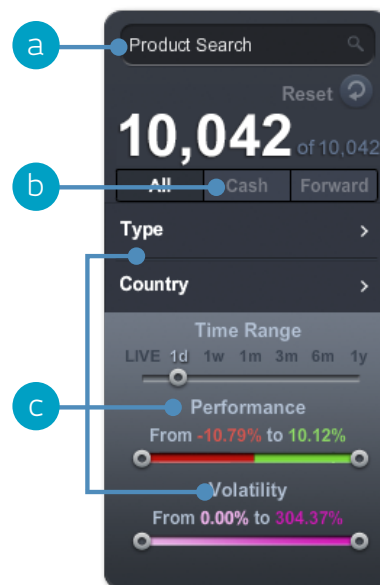 a
Product Search
Reset
10,042 of 10,042
b
All Cash Forward
Type
Country
Time Range
LIVE 1d 1w 1m 3m 6m 1y
c
Performance
From -10.79% to 10.12%
Volatility
From 0.00% to 304.37%